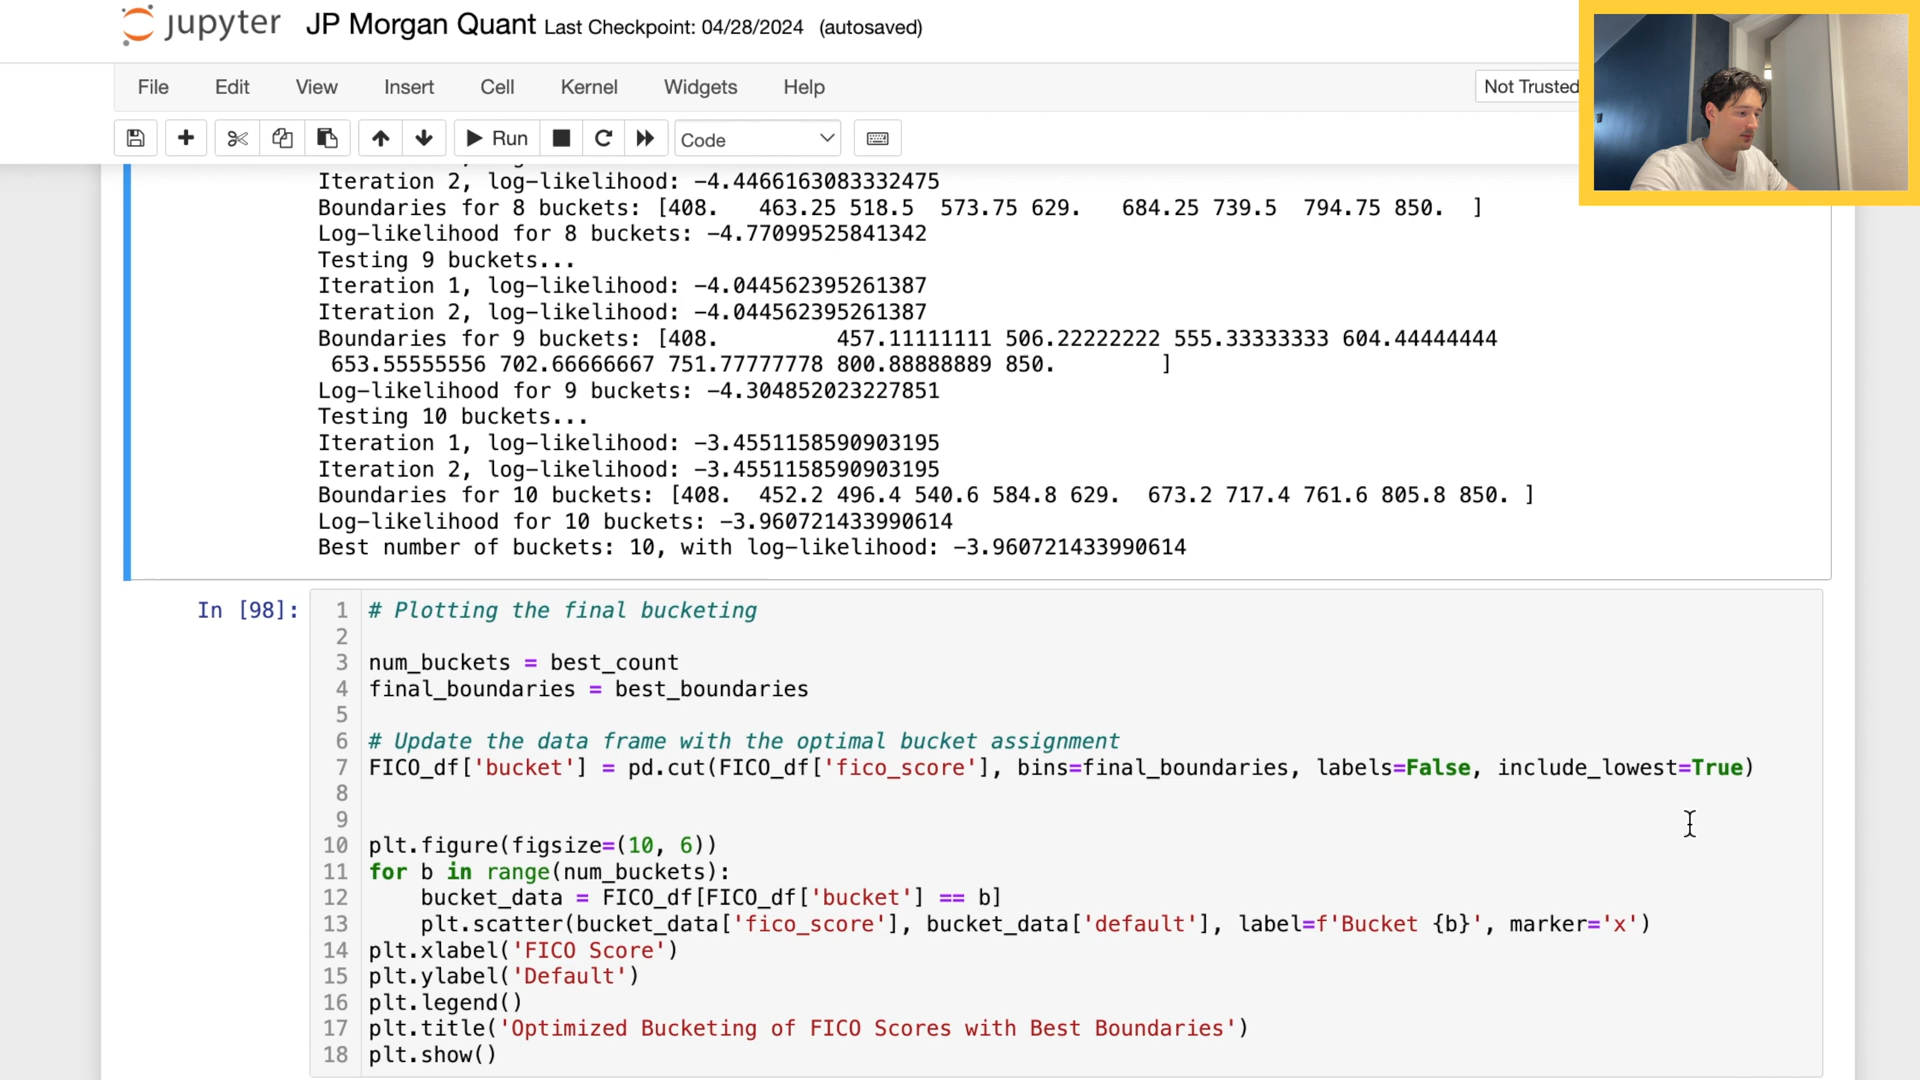 jupyter JP Morgan Quant Last Checkpoint: 04/28/2024 (autosaved)
File Edit View Insert Cell Kernel Widgets Help Not Trusted
Run Code
Iteration 2, log-likelihood: -4.4466163083332475
Boundaries for 8 buckets: [408.   463.25 518.5  573.75 629.   684.25 739.5  794.75 850.  ]
Log-likelihood for 8 buckets: -4.77099525841342
Testing 9 buckets...
Iteration 1, log-likelihood: -4.044562395261387
Iteration 2, log-likelihood: -4.044562395261387
Boundaries for 9 buckets: [408.         457.11111111 506.22222222 555.33333333 604.44444444
 653.55555556 702.66666667 751.77777778 800.88888889 850.        ]
Log-likelihood for 9 buckets: -4.304852023227851
Testing 10 buckets...
Iteration 1, log-likelihood: -3.4551158590903195
Iteration 2, log-likelihood: -3.4551158590903195
Boundaries for 10 buckets: [408.  452.2 496.4 540.6 584.8 629.  673.2 717.4 761.6 805.8 850. ]
Log-likelihood for 10 buckets: -3.960721433990614
Best number of buckets: 10, with log-likelihood: -3.960721433990614
In [98]: 1 # Plotting the final bucketing
2
3 num_buckets = best_count
4 final_boundaries = best_boundaries
5
6 # Update the data frame with the optimal bucket assignment
7 FICO_df['bucket'] = pd.cut(FICO_df['fico_score'], bins=final_boundaries, labels=False, include_lowest=True)
8
9
10 plt.figure(figsize=(10, 6))
11 for b in range(num_buckets):
12     bucket_data = FICO_df[FICO_df['bucket'] == b]
13     plt.scatter(bucket_data['fico_score'], bucket_data['default'], label=f'Bucket {b}', marker='x')
14 plt.xlabel('FICO Score')
15 plt.ylabel('Default')
16 plt.legend()
17 plt.title('Optimized Bucketing of FICO Scores with Best Boundaries')
18 plt.show()